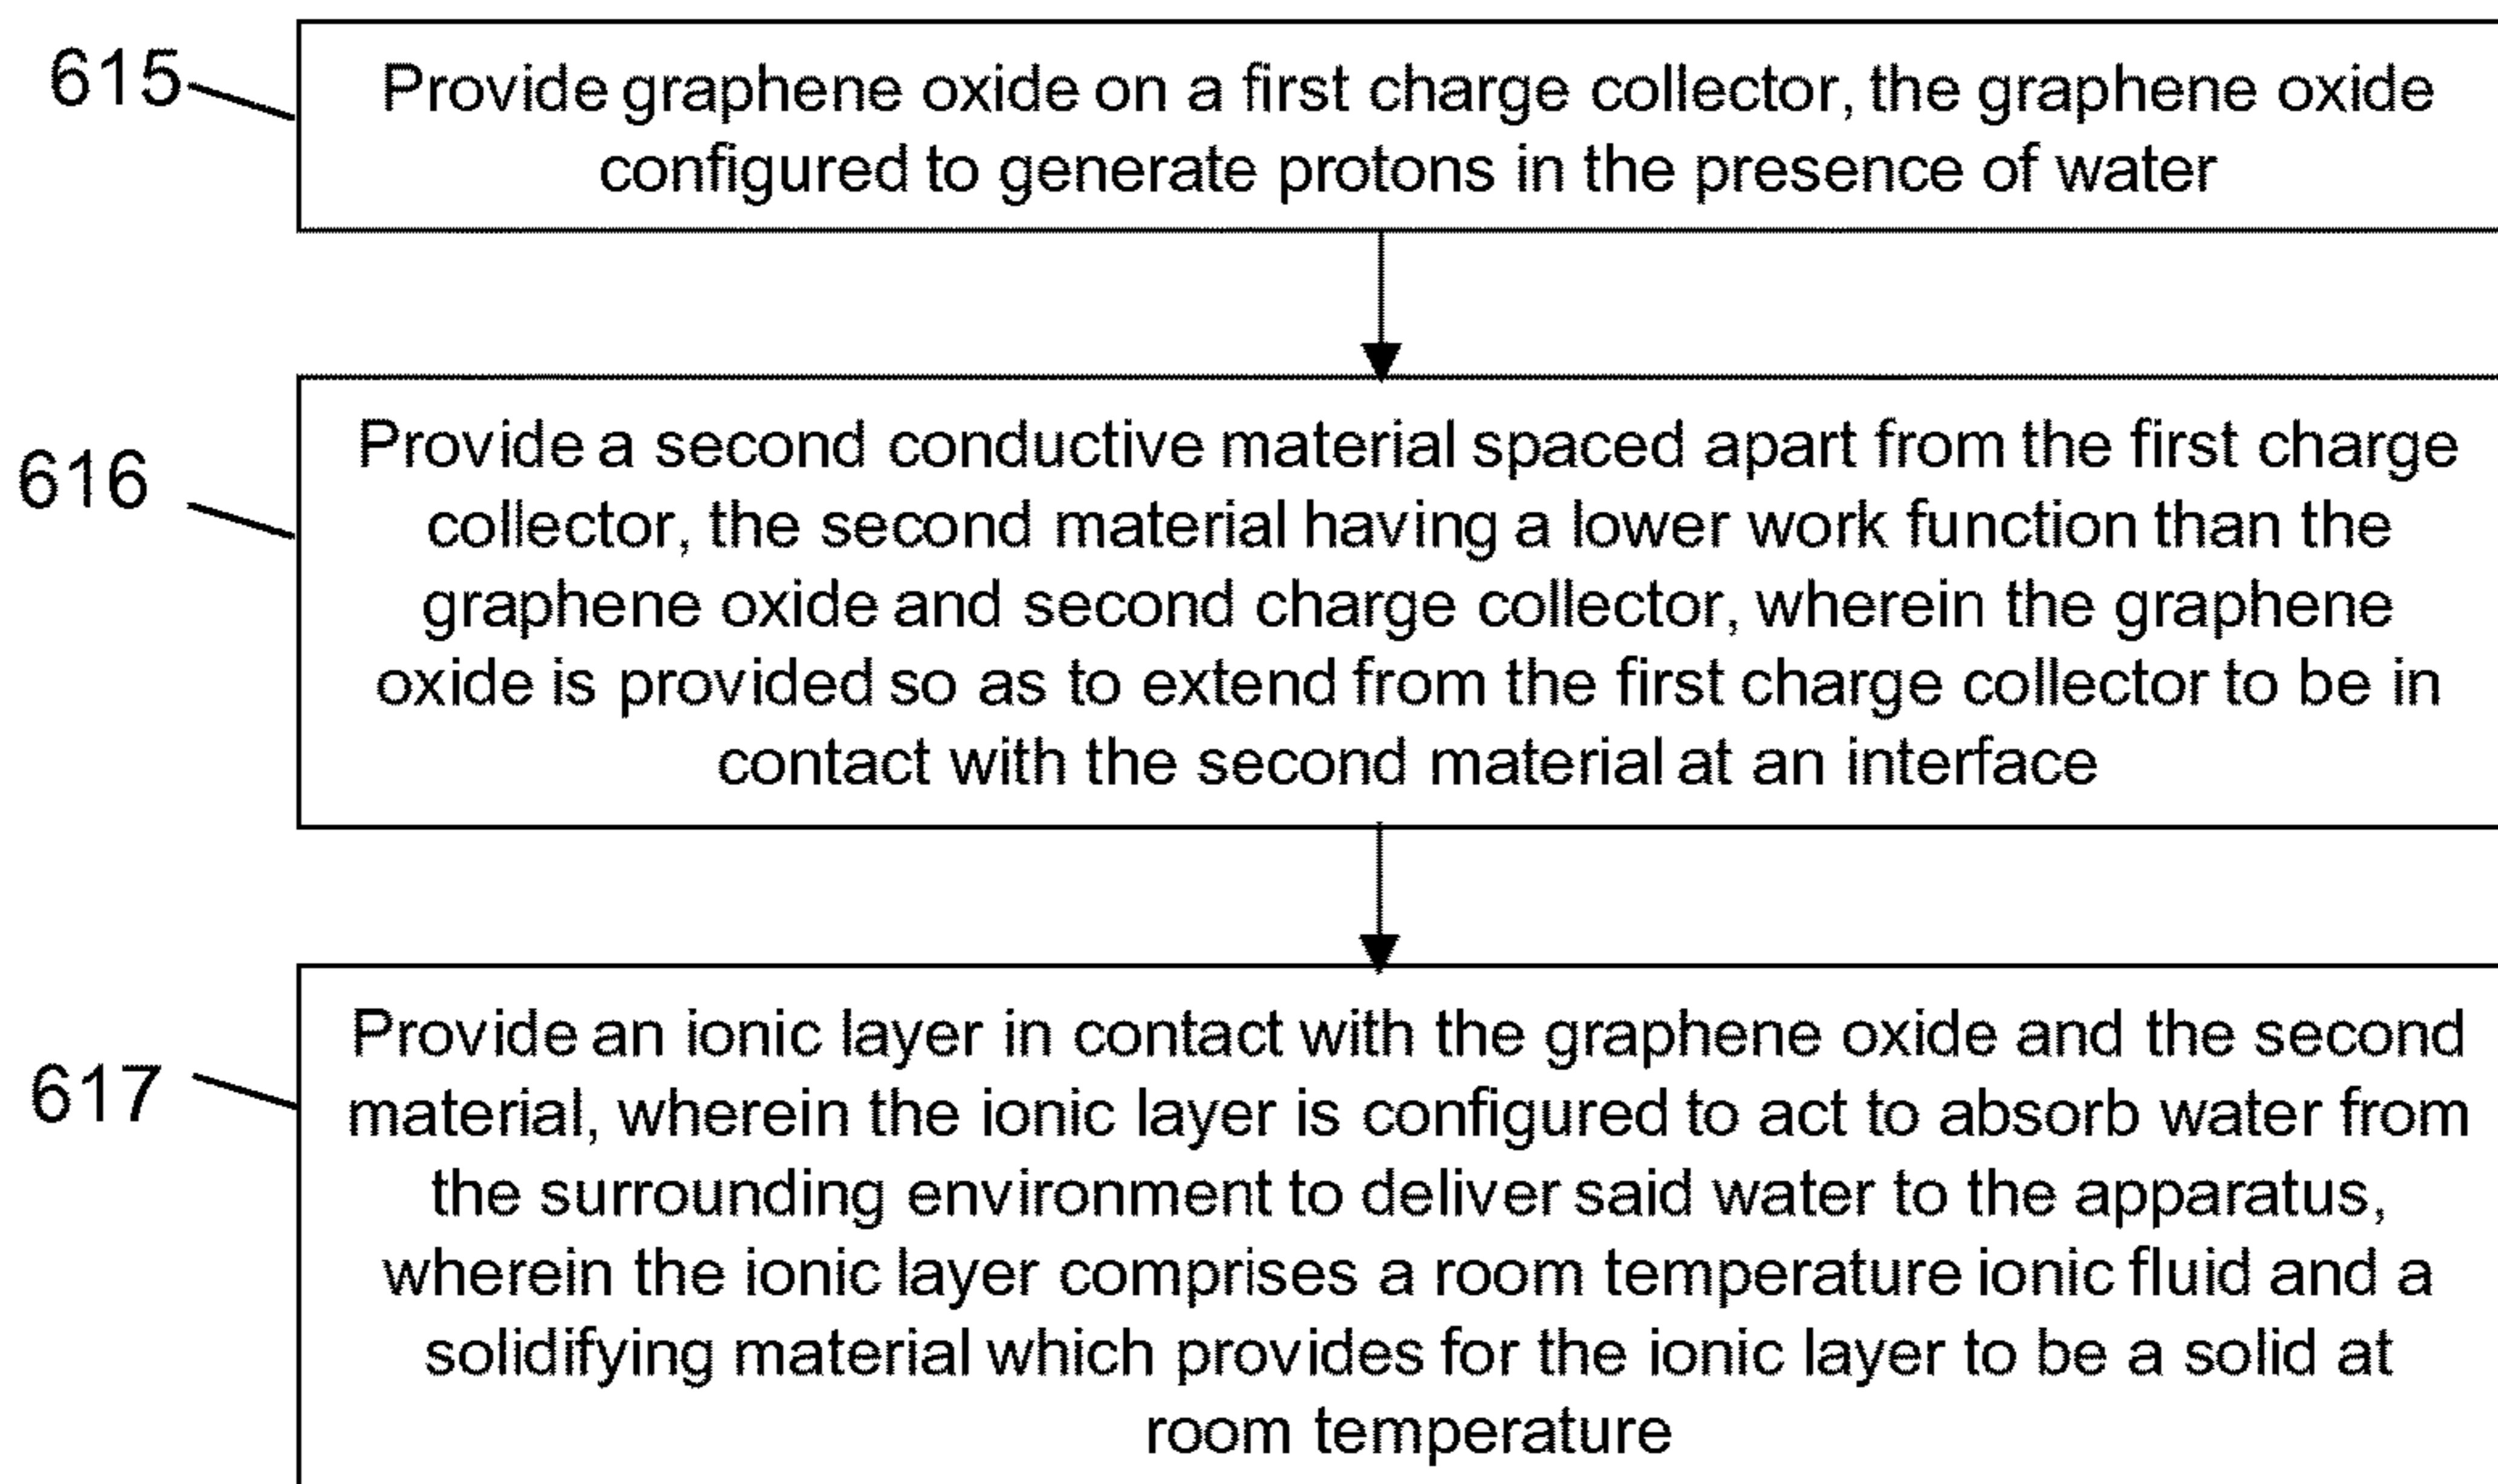 615
Provide graphene oxide on a first charge collector, the graphene oxide
configured to generate protons in the presence of water
616
Provide a second conductive material spaced apart from the first charge
collector, the second material having a lower work function than the
graphene oxide and second charge collector, wherein the graphene
oxide is provided so as to extend from the first charge collector to be in
contact with the second material at an interface
617
Provide an ionic layer in contact with the graphene oxide and the second
material, wherein the ionic layer is configured to act to absorb water from
the surrounding environment to deliver said water to the apparatus,
wherein the ionic layer comprises a room temperature ionic fluid and a
solidifying material which provides for the ionic layer to be a solid at
room temperature